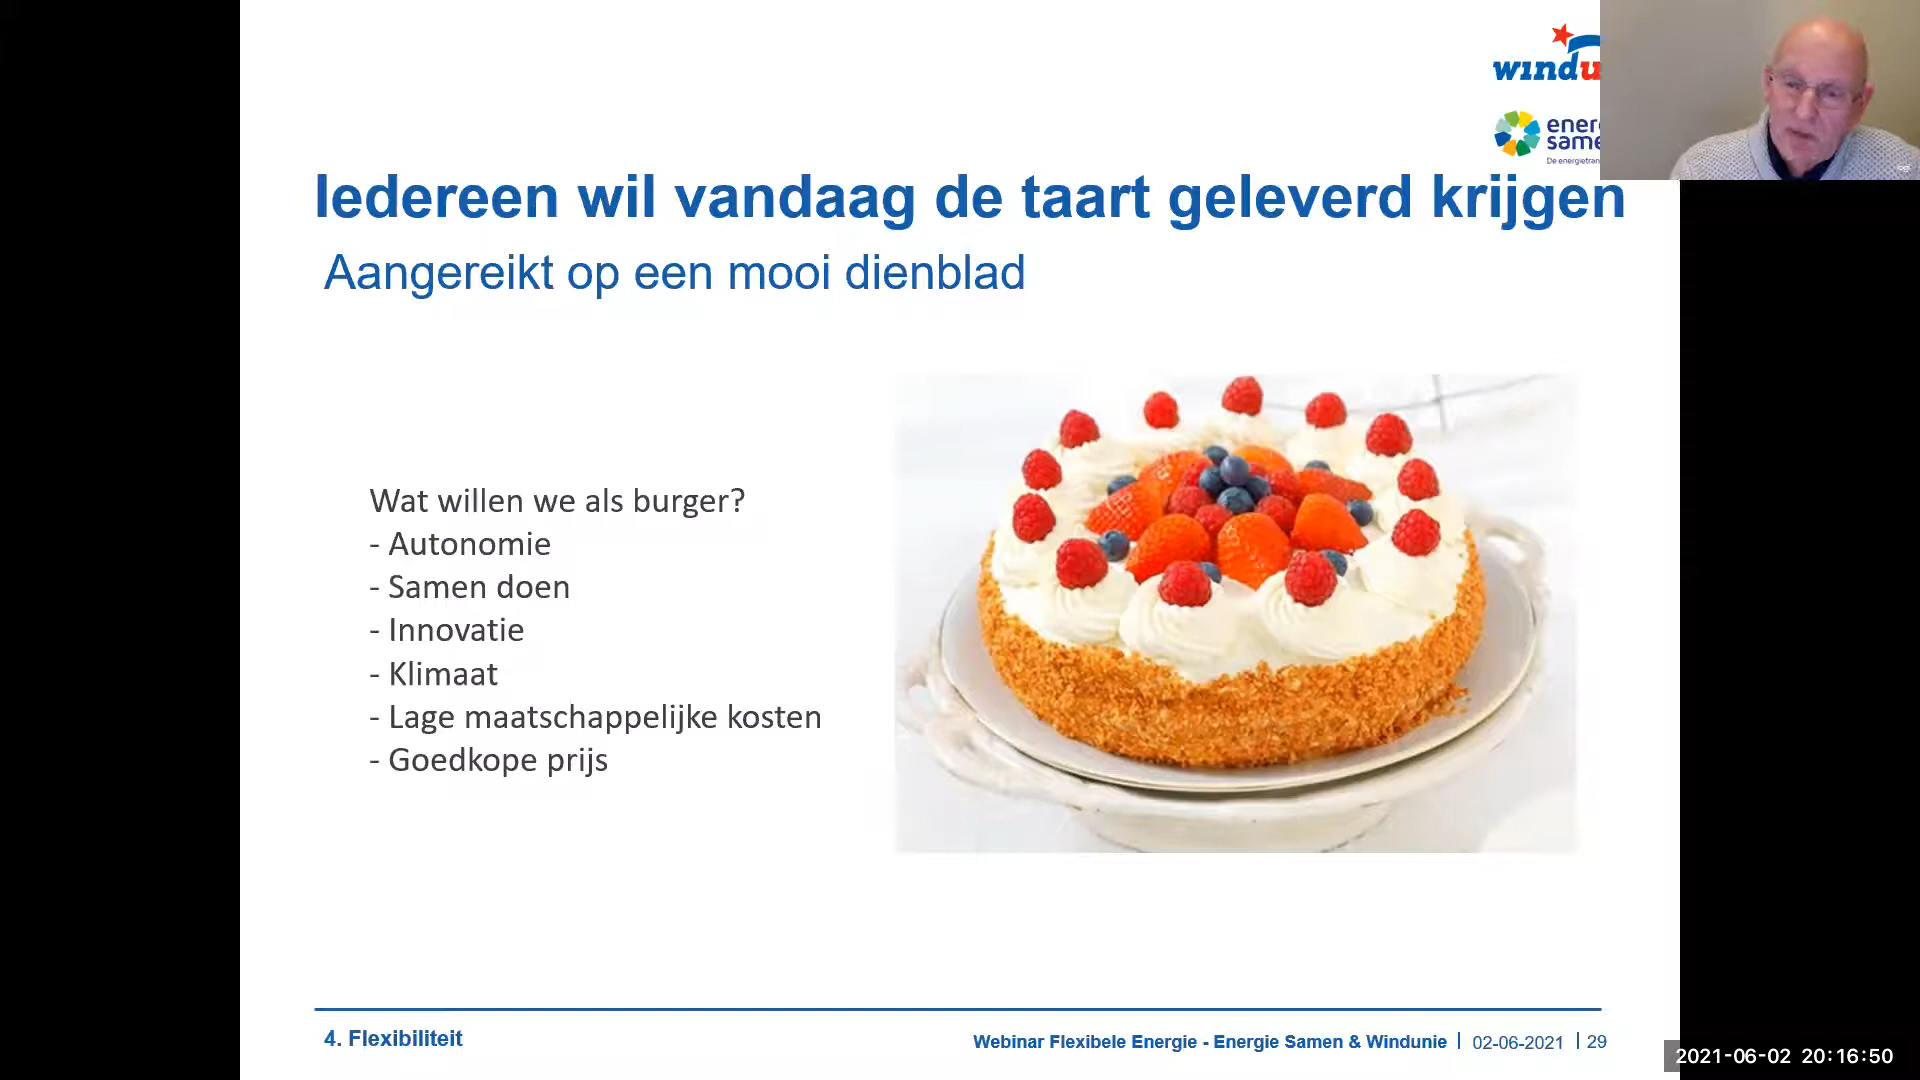 windu
ener
same
De energietran
Iedereen wil vandaag de taart geleverd krijgen
Aangereikt op een mooi dienblad
Wat willen we als burger?
- Autonomie
- Samen doen
- Innovatie
- Klimaat
- Lage maatschappelijke kosten
- Goedkope prijs
4. Flexibiliteit
Webinar Flexibele Energie - Energie Samen & Windunie | 02-06-2021 | 29
2021-06-02 20:16:50